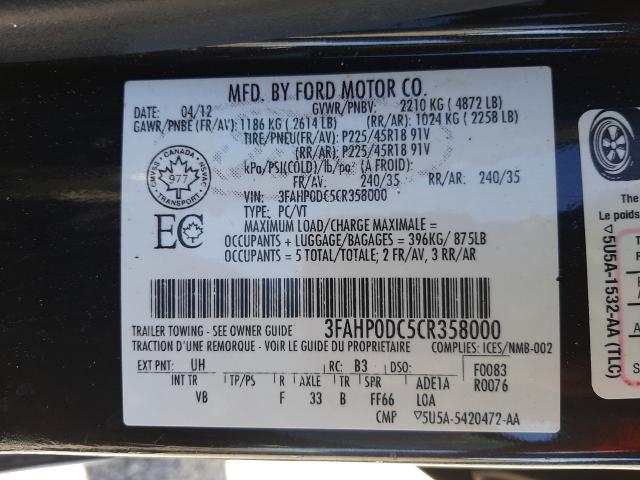 MFD. BY FORD MOTOR CO.
DATE: 04/12 GVWR/PNBV: 2210 KG ( 4872 LB)
GAWR/PNBE (FR/AV): 1186 KG ( 2614 LB) (RR/AR): 1024 KG ( 2258 LB)
TIRE/PNEU(FR/AV): P225/45R18 91V
(RR/AR): P225/45R18 91V
kPa/PSI(COLD)/lb/po: (A FROID):
FR/AV: 240/35 RR/AR: 240/35
CANADA
977
TRANSPORT
VIN: 3FAHP0DC5CR358000
TYPE: PC/VT
EC
MAXIMUM LOAD/CHARGE MAXIMALE =
OCCUPANTS + LUGGAGE/BAGAGES = 396KG/ 875LB
OCCUPANTS = 5 TOTAL/TOTALE; 2 FR/AV, 3 RR/AR
TRAILER TOWING - SEE OWNER GUIDE 3FAHP0DC5CR358000
TRACTION D'UNE REMORQUE - VOIR LE GUIDE DU PROPRIETAIRE COMPLIES: ICES/NMB-002
EXT PNT: UH RC: B3 DSO: F0083
R0076
INT TR TP/PS R AXLE TR SPR ADE1A
VB F 33 B FF66 LOA
CMP ▽5U5A-5420472-AA
The
Le poids
▽5U5A-1532-AA (TLC)